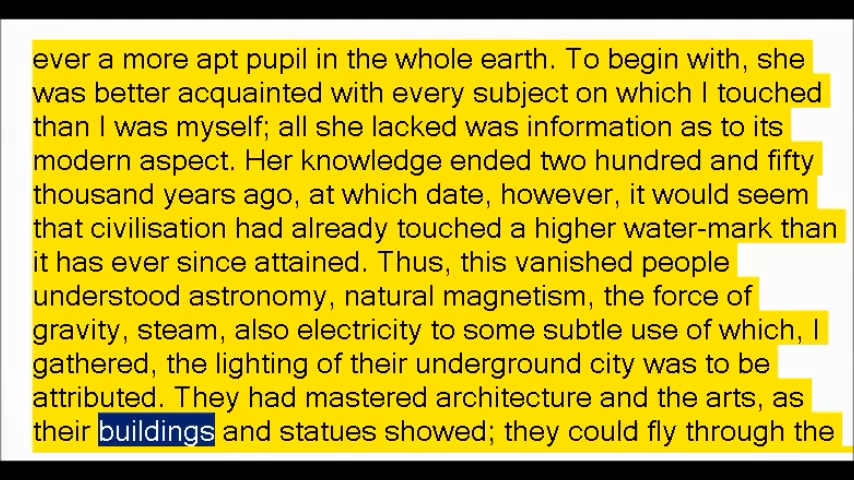 ever a more apt pupil in the whole earth. To begin with, she
was better acquainted with every subject on which I touched
than I was myself; all she lacked was information as to its
modern aspect. Her knowledge ended two hundred and fifty
thousand years ago, at which date, however, it would seem
that civilisation had already touched a higher water-mark than
it has ever since attained. Thus, this vanished people
understood astronomy, natural magnetism, the force of
gravity, steam, also electricity to some subtle use of which, I
gathered, the lighting of their underground city was to be
attributed. They had mastered architecture and the arts, as
their buildings and statues showed; they could fly through the